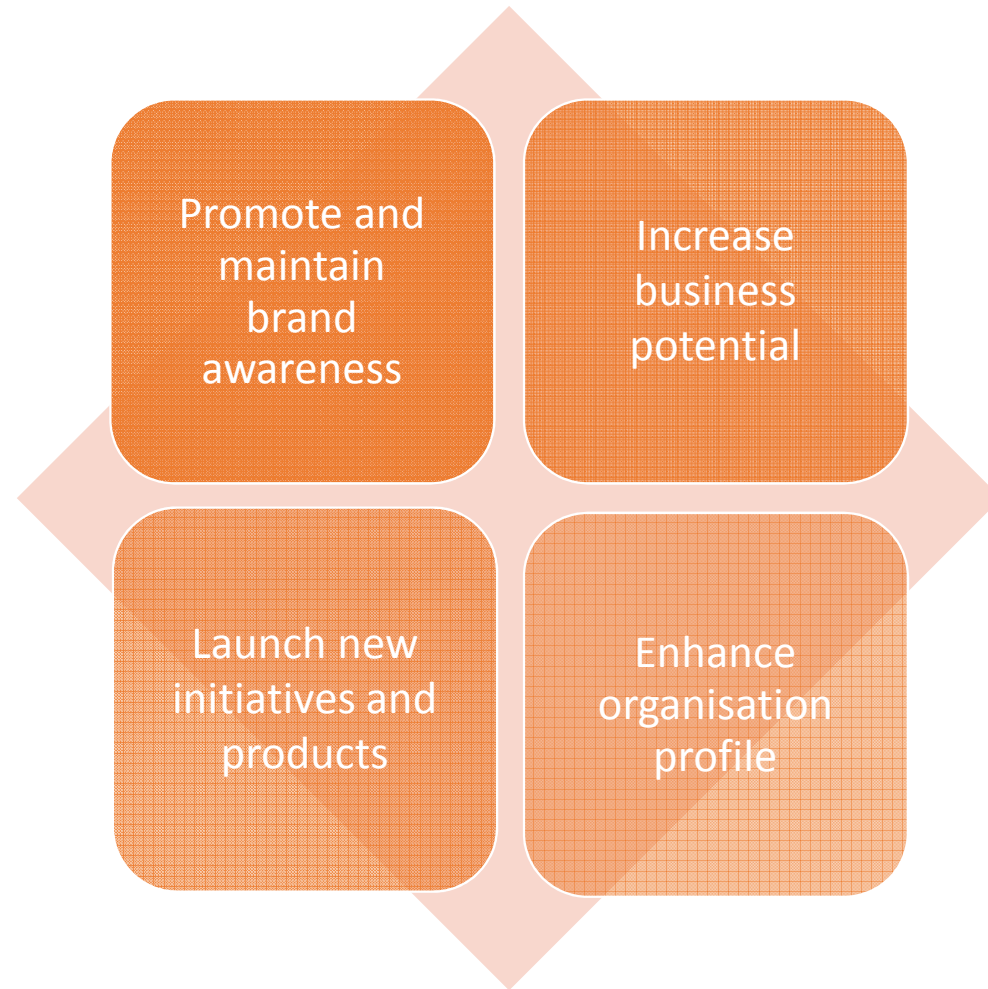 Promote and
maintain
brand
awareness
Increase
business
potential
Launch new
initiatives and
products
Enhance
organisation
profile